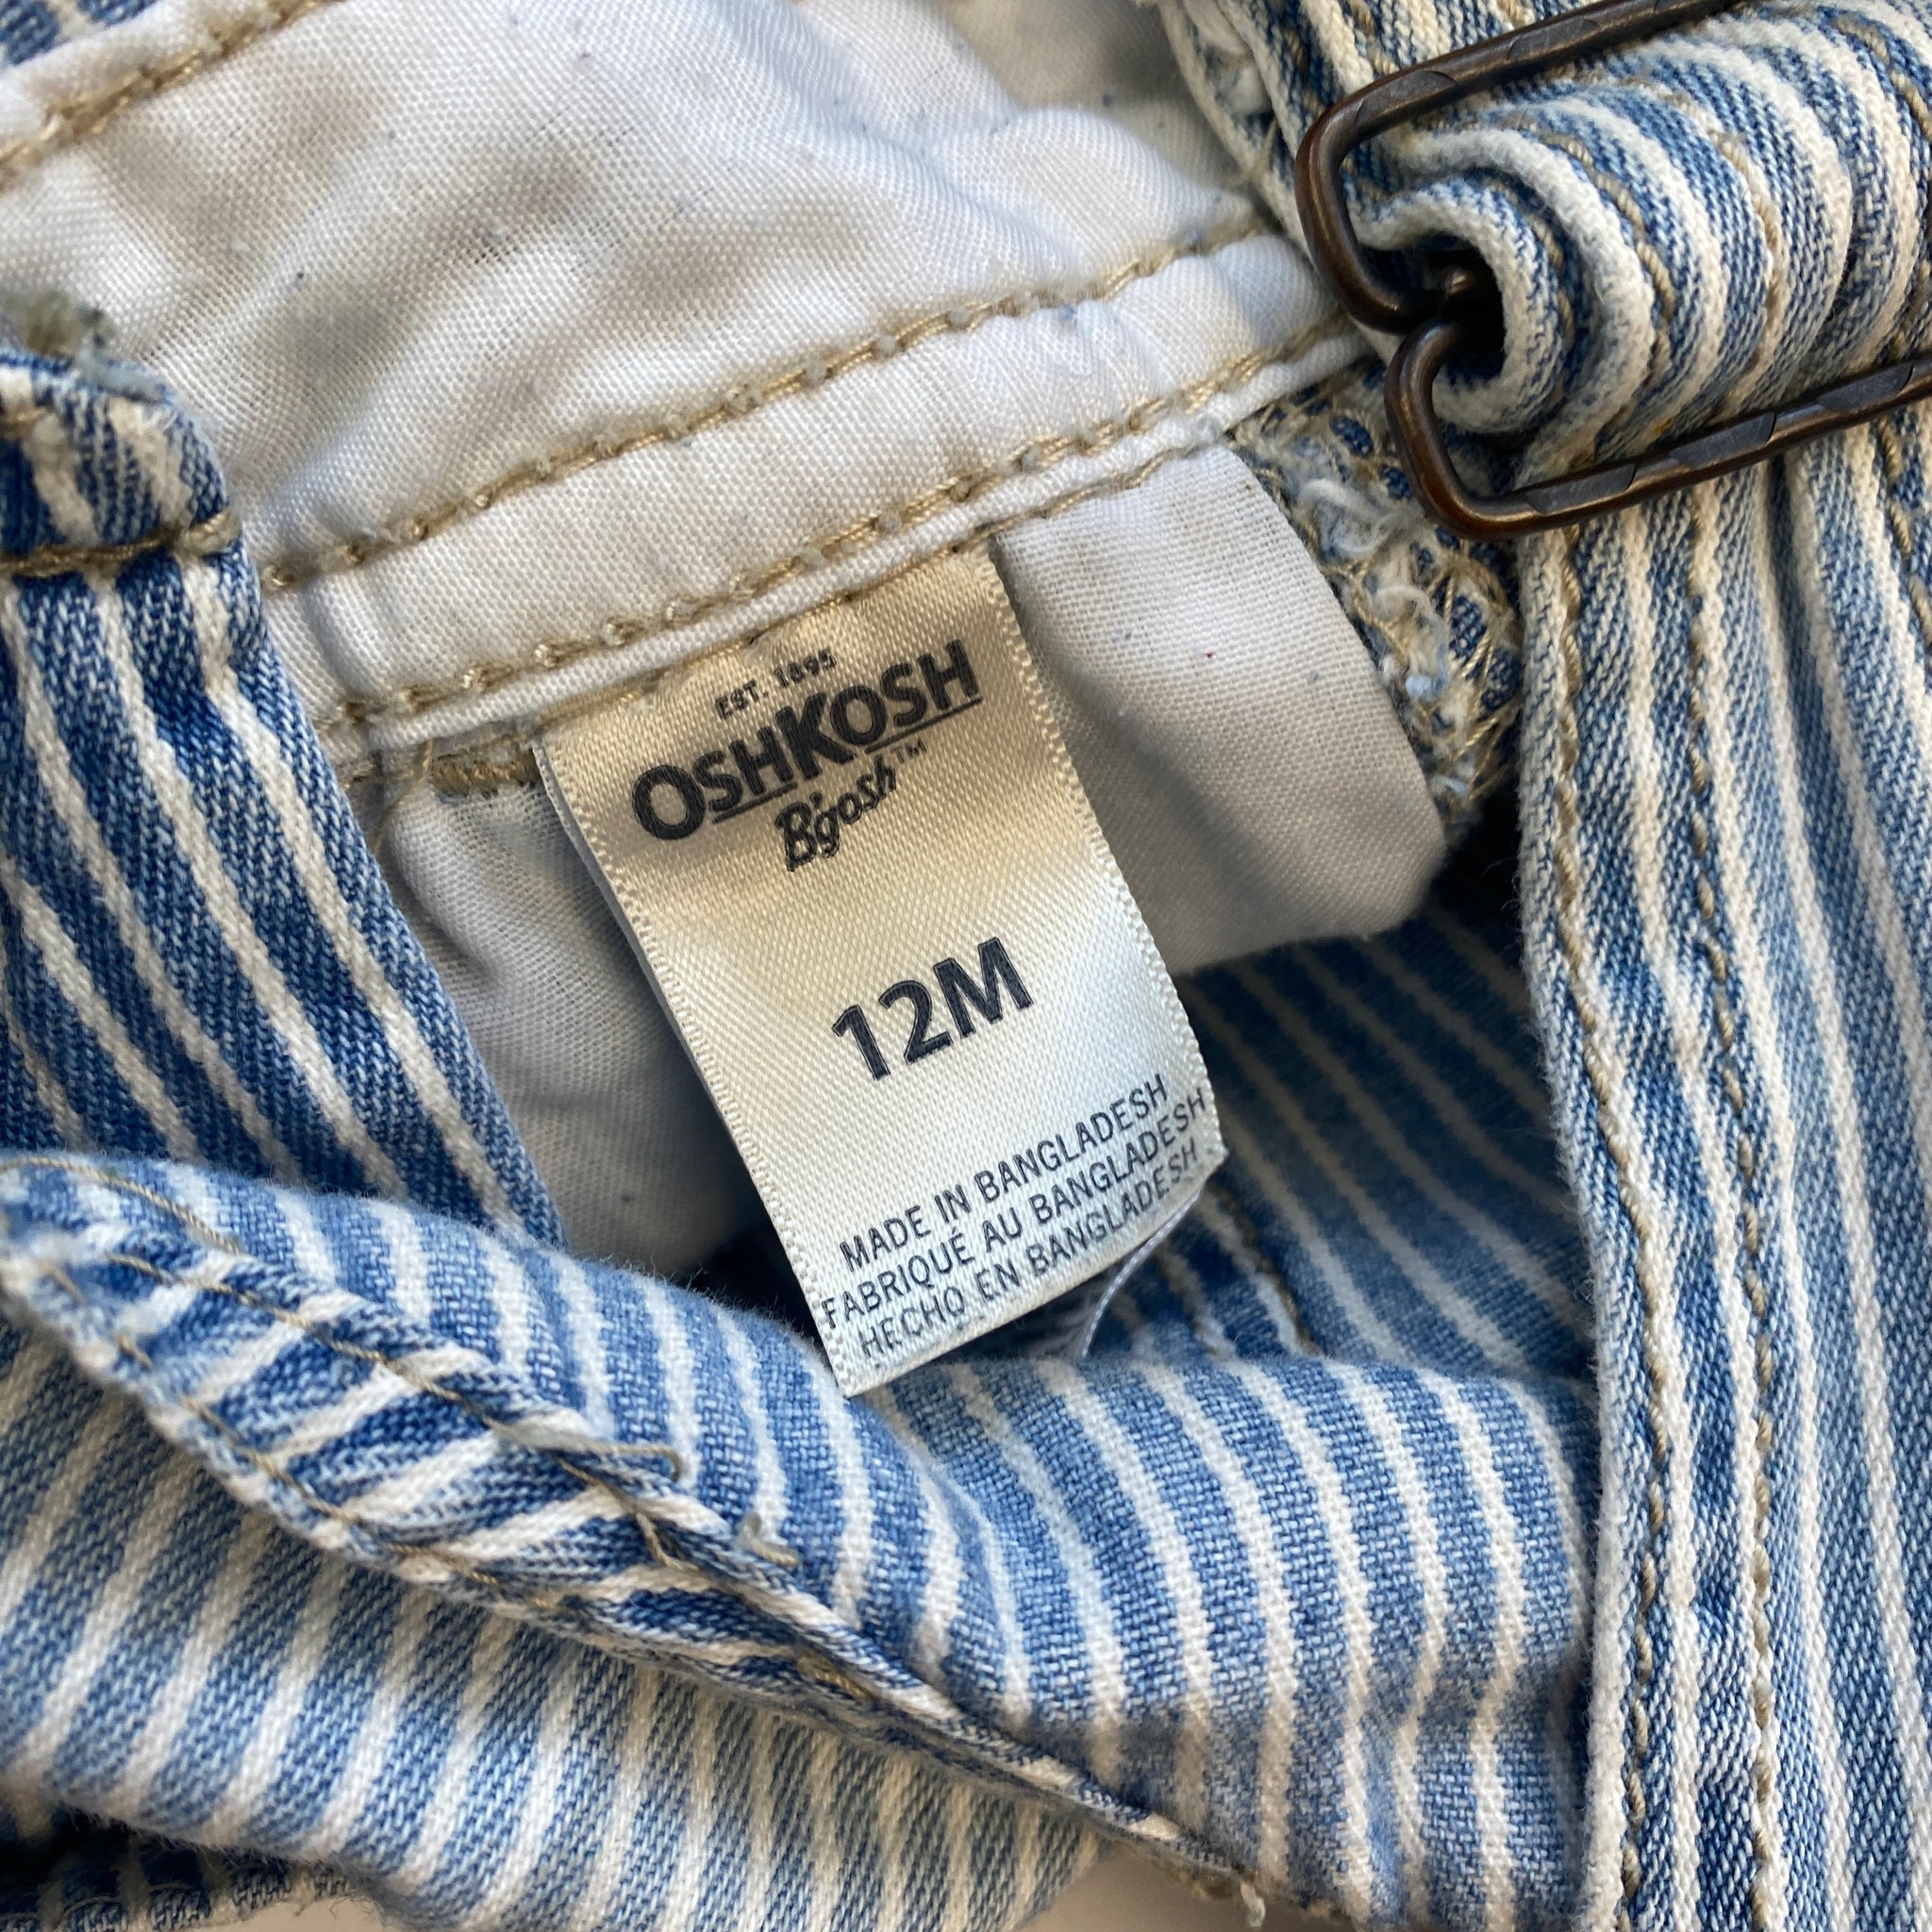 EST. 1895
OSHKOSH
B'gosh™
12M
MADE IN BANGLADESH
FABRIQUÉ AU BANGLADESH
HECHO EN BANGLADESH